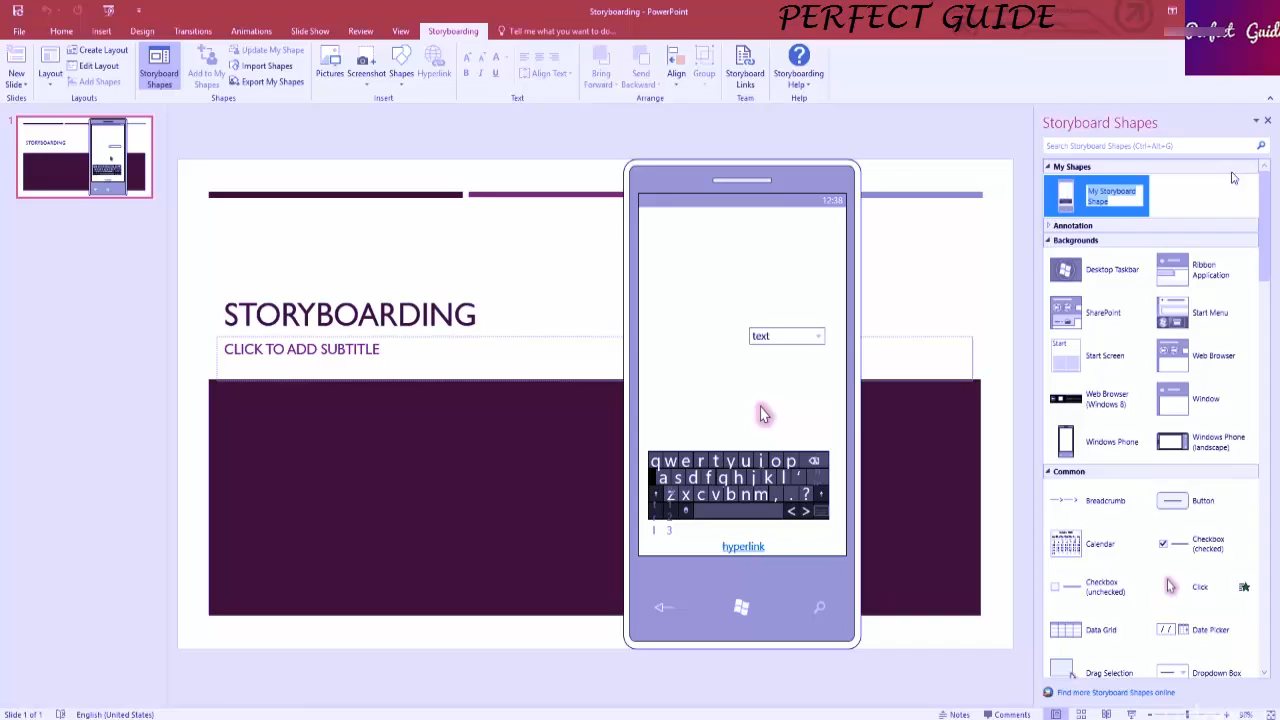 Storyboarding - PowerPoint
PERFECT GUIDE
Perfect Guid
File Home Insert Design Transitions Animations Slide Show Review View Storyboarding Tell me what you want to do...
New Slide
Layout
Create Layout
Edit Layout
Add Shapes
Storyboard Shapes
Add to My Shapes
Update My Shape
Import Shapes
Export My Shapes
Pictures
Screenshot
Shapes
Hyperlink
B I U
Align Text
Bring Forward
Send Backward
Align
Group
Storyboard Links
Storyboarding Help
Slides Layouts Shapes Insert Text Arrange Team Help
1
STORYBOARDING
STORYBOARDING
CLICK TO ADD SUBTITLE
12:38
text
q w e r t y u i o p
a s d f g h j k l '
z x c v b n m , . ?
< >
hyperlink
Storyboard Shapes
Search Storyboard Shapes (Ctrl+Alt+G)
My Shapes
My Storyboard
Shape
Annotation
Backgrounds
Desktop Taskbar
Ribbon Application
SharePoint
Start Menu
Start
Start Screen
Web Browser
Web Browser (Windows 8)
Window
Windows Phone
Windows Phone (landscape)
Common
Breadcrumb
Button
Calendar
Checkbox (checked)
Checkbox (unchecked)
Click
Data Grid
Date Picker
Drag Selection
Dropdown Box
Find more Storyboard Shapes online
Slide 1 of 1 English (United States) Notes Comments